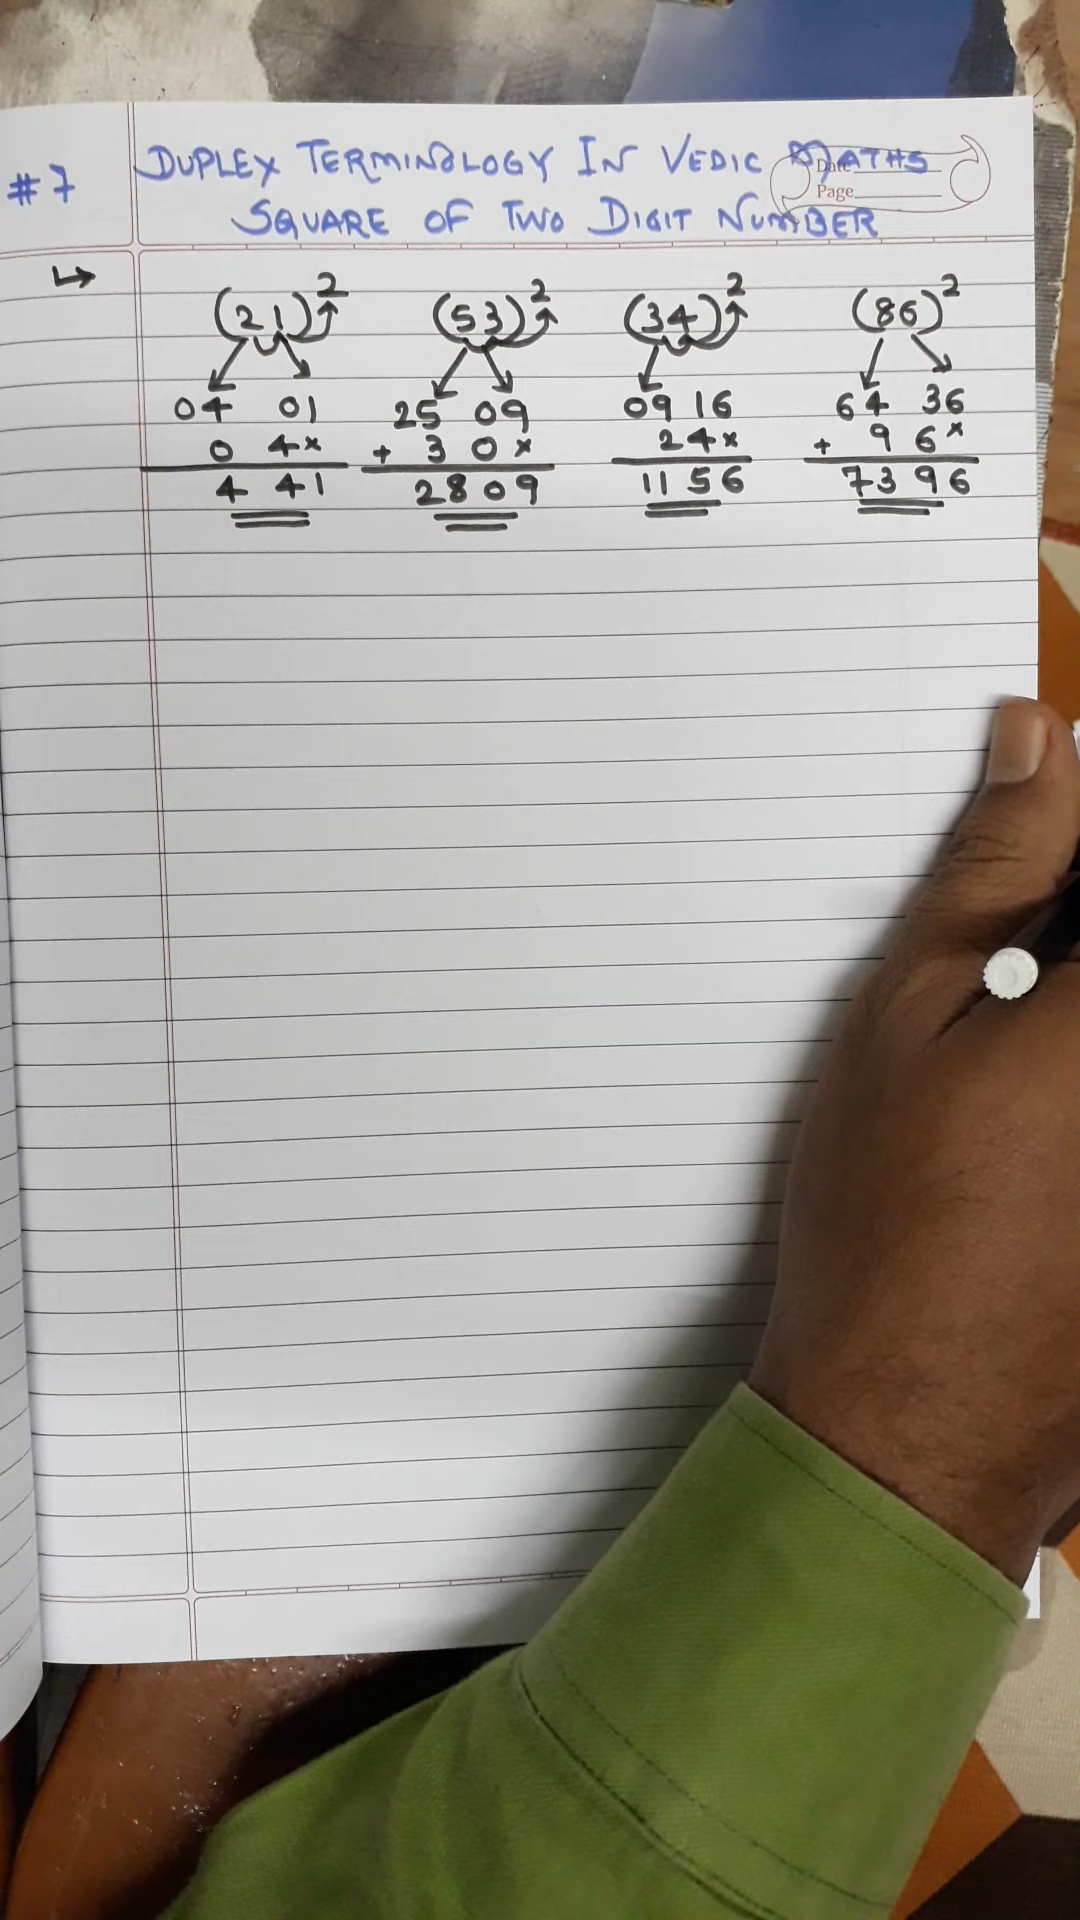 #7 DUPLEX TERMINOLOGY IN VEDIC MATHS
Date
Page
SQUARE OF TWO DIGIT NUMBER
↳ (21)² (53)² (34)² (86)²
04 01 25 09 09 16 64 36
0 4x + 3 0 x 24x + 9 6x
4 41 2809 1156 7396